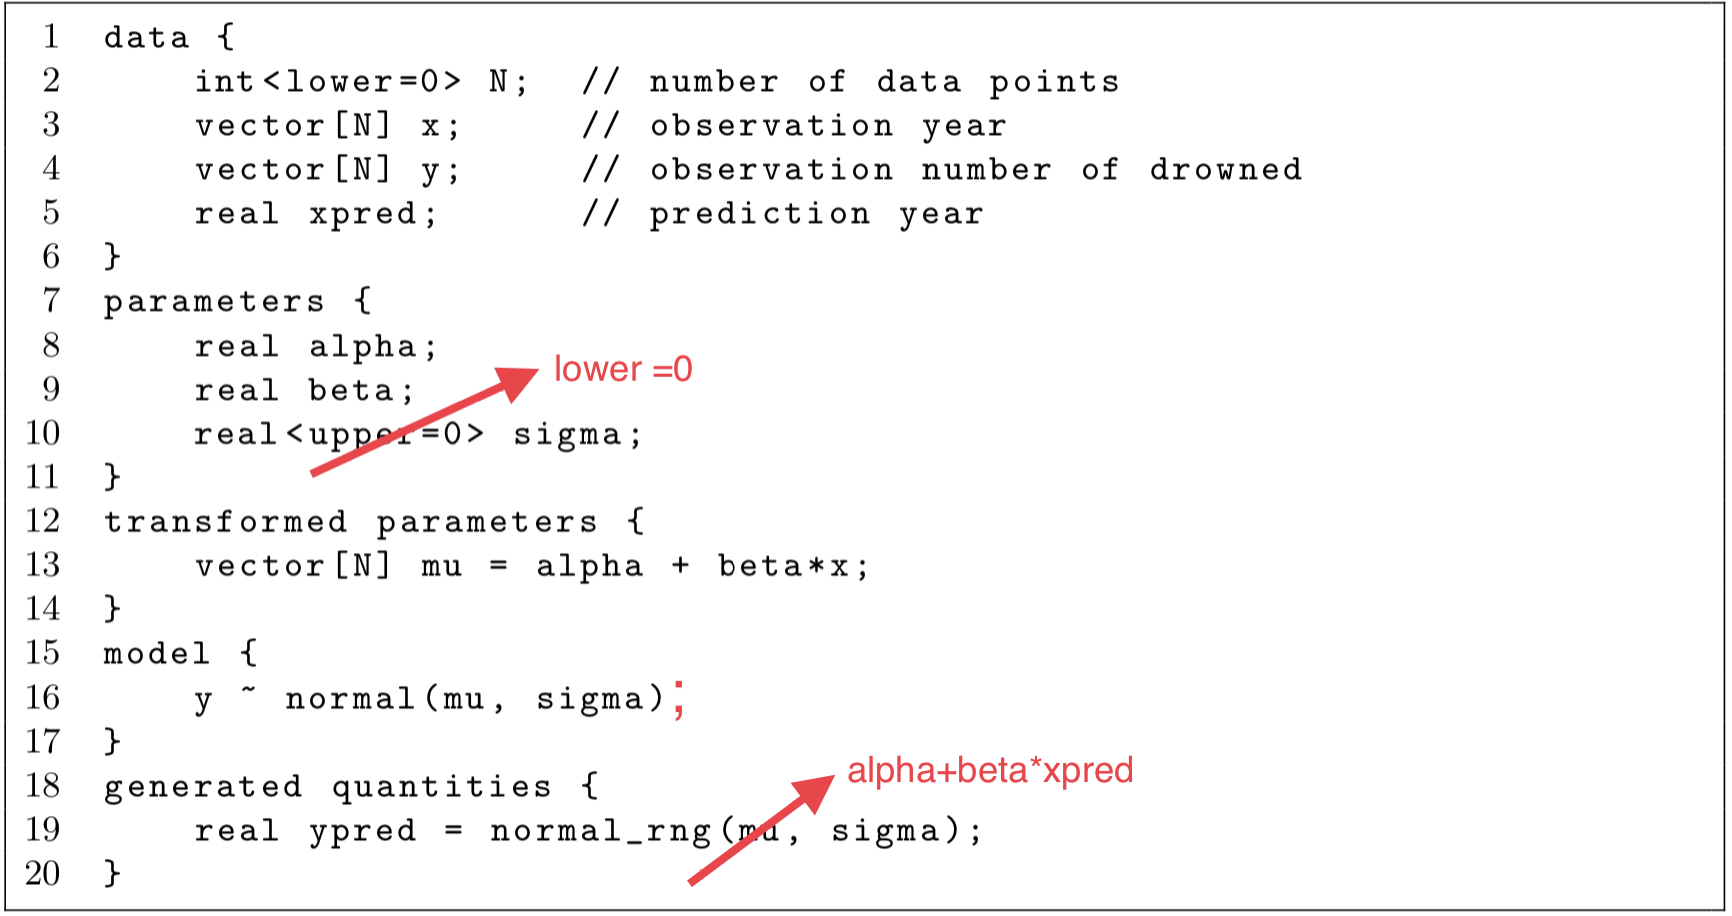 1 data {
2 int<lower=0> N; // number of data points
3 vector[N] x; // observation year
4 vector[N] y; // observation number of drowned
5 real xpred; // prediction year
6 }
7 parameters {
8 real alpha;
lower =0
9 real beta;
10 real<upper=0> sigma;
11 }
12 transformed parameters {
13 vector[N] mu = alpha + beta*x;
14 }
15 model {
16 y ~ normal(mu, sigma);
17 }
alpha+beta*xpred
18 generated quantities {
19 real ypred = normal_rng(mu, sigma);
20 }